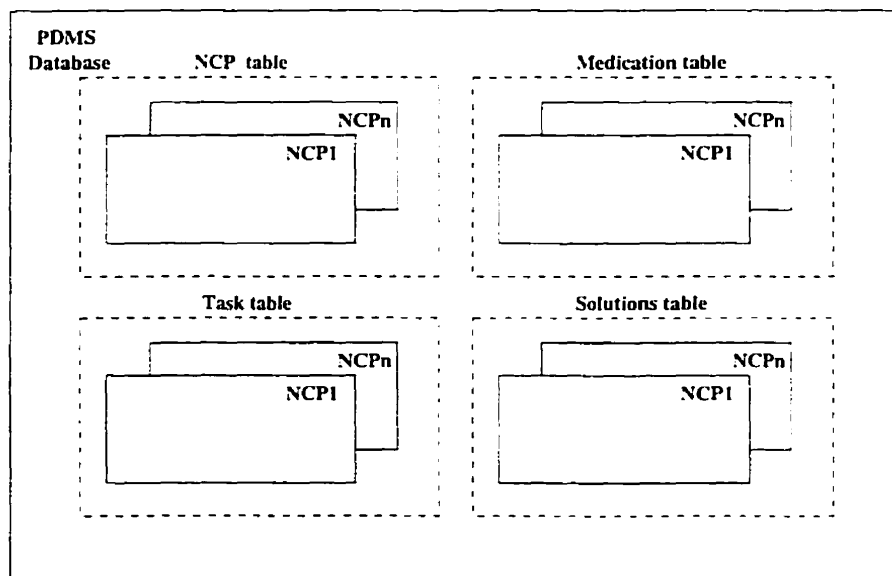 PDMS
Database
NCP table
Medication table
NCPn
NCP1
NCPn
NCP1
Task table
Solutions table
NCPn
NCP1
NCPn
NCP1